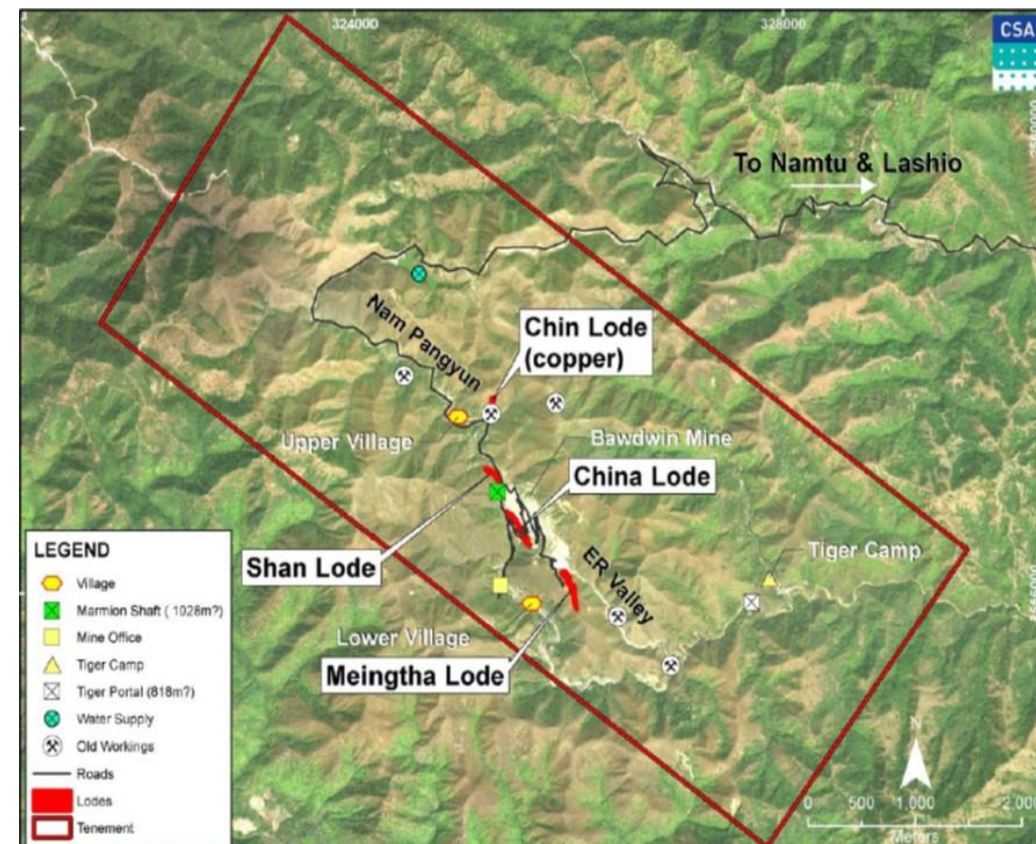 324000
328000
CSA
To Namtu & Lashio
Nam Pangyun
Chin Lode
(copper)
Upper Village
Bawdwin Mine
China Lode
Shan Lode
ER Valley
Tiger Camp
Lower Village
Meingtha Lode
LEGEND
Village
Marmion Shaft ( 1028m?)
Mine Office
Tiger Camp
Tiger Portal (818m?)
Water Supply
Old Workings
Roads
Lodes
Tenement
N
0 500 1,000 2,000
Meters